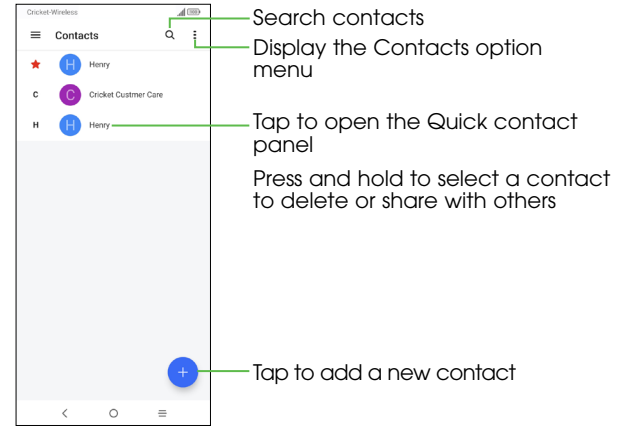 Cricket-Wireless
Contacts
Search contacts
Display the Contacts option
menu
H Henry
C C Cricket Custmer Care
H H Henry
Tap to open the Quick contact
panel
Press and hold to select a contact
to delete or share with others
Tap to add a new contact